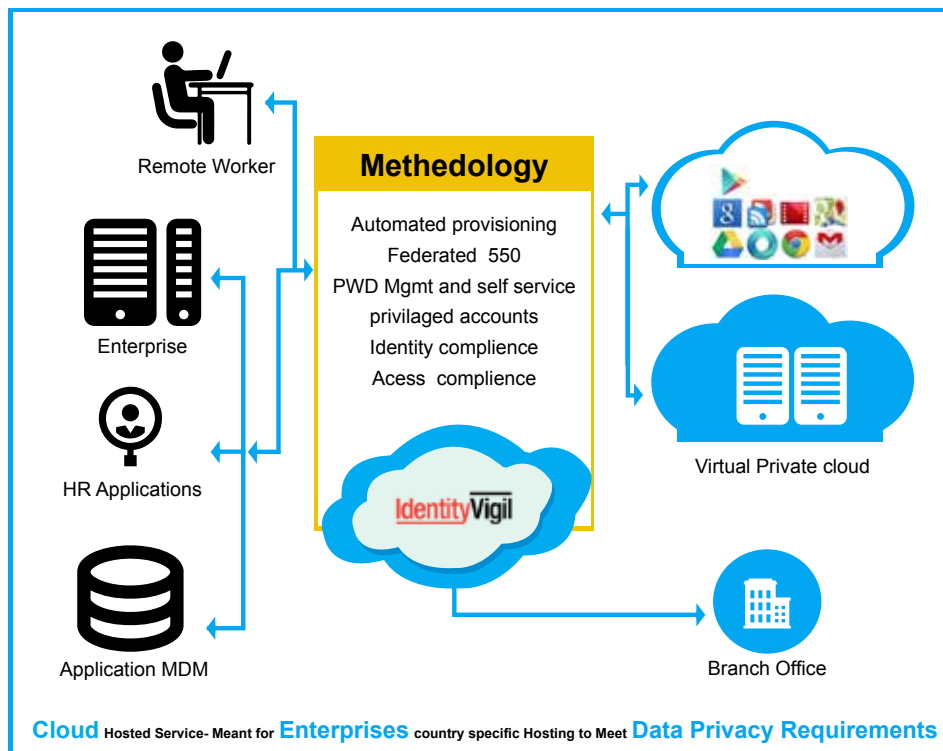 Remote Worker
Enterprise
HR Applications
Application MDM
Methedology
Automated provisioning
Federated 550
PWD Mgmt and self service
privilaged accounts
Identity complience
Acess complience
IdentityVigil
8
Virtual Private cloud
Branch Office
Cloud Hosted Service- Meant for Enterprises country specific Hosting to Meet Data Privacy Requirements